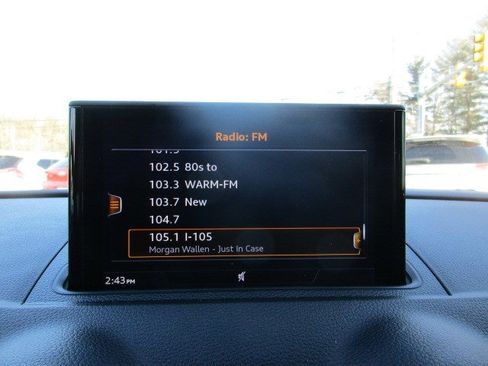 Radio: FM
102.5 80s to
103.3 WARM-FM
103.7 New
104.7
105.1 I-105
Morgan Wallen - Just In Case
2:43PM